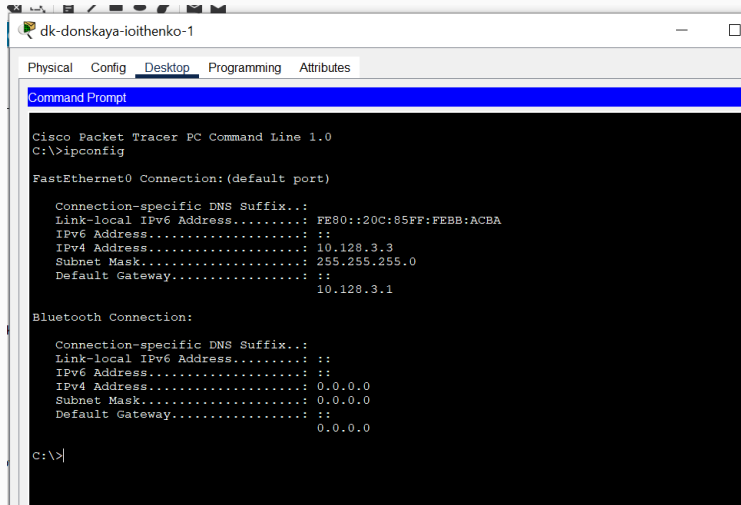 dk-donskaya-ioithenko-1
Physical Config Desktop Programming Attributes
Command Prompt
Cisco Packet Tracer PC Command Line 1.0
C:\>ipconfig
FastEthernet0 Connection:(default port)
Connection-specific DNS Suffix..:
Link-local IPv6 Address.........: FE80::20C:85FF:FEBB:ACBA
IPv6 Address....................: ::
IPv4 Address....................: 10.128.3.3
Subnet Mask.....................: 255.255.255.0
Default Gateway.................: ::
10.128.3.1
Bluetooth Connection:
Connection-specific DNS Suffix..:
Link-local IPv6 Address.........: ::
IPv6 Address....................: ::
IPv4 Address....................: 0.0.0.0
Subnet Mask.....................: 0.0.0.0
Default Gateway.................: ::
0.0.0.0
C:\>